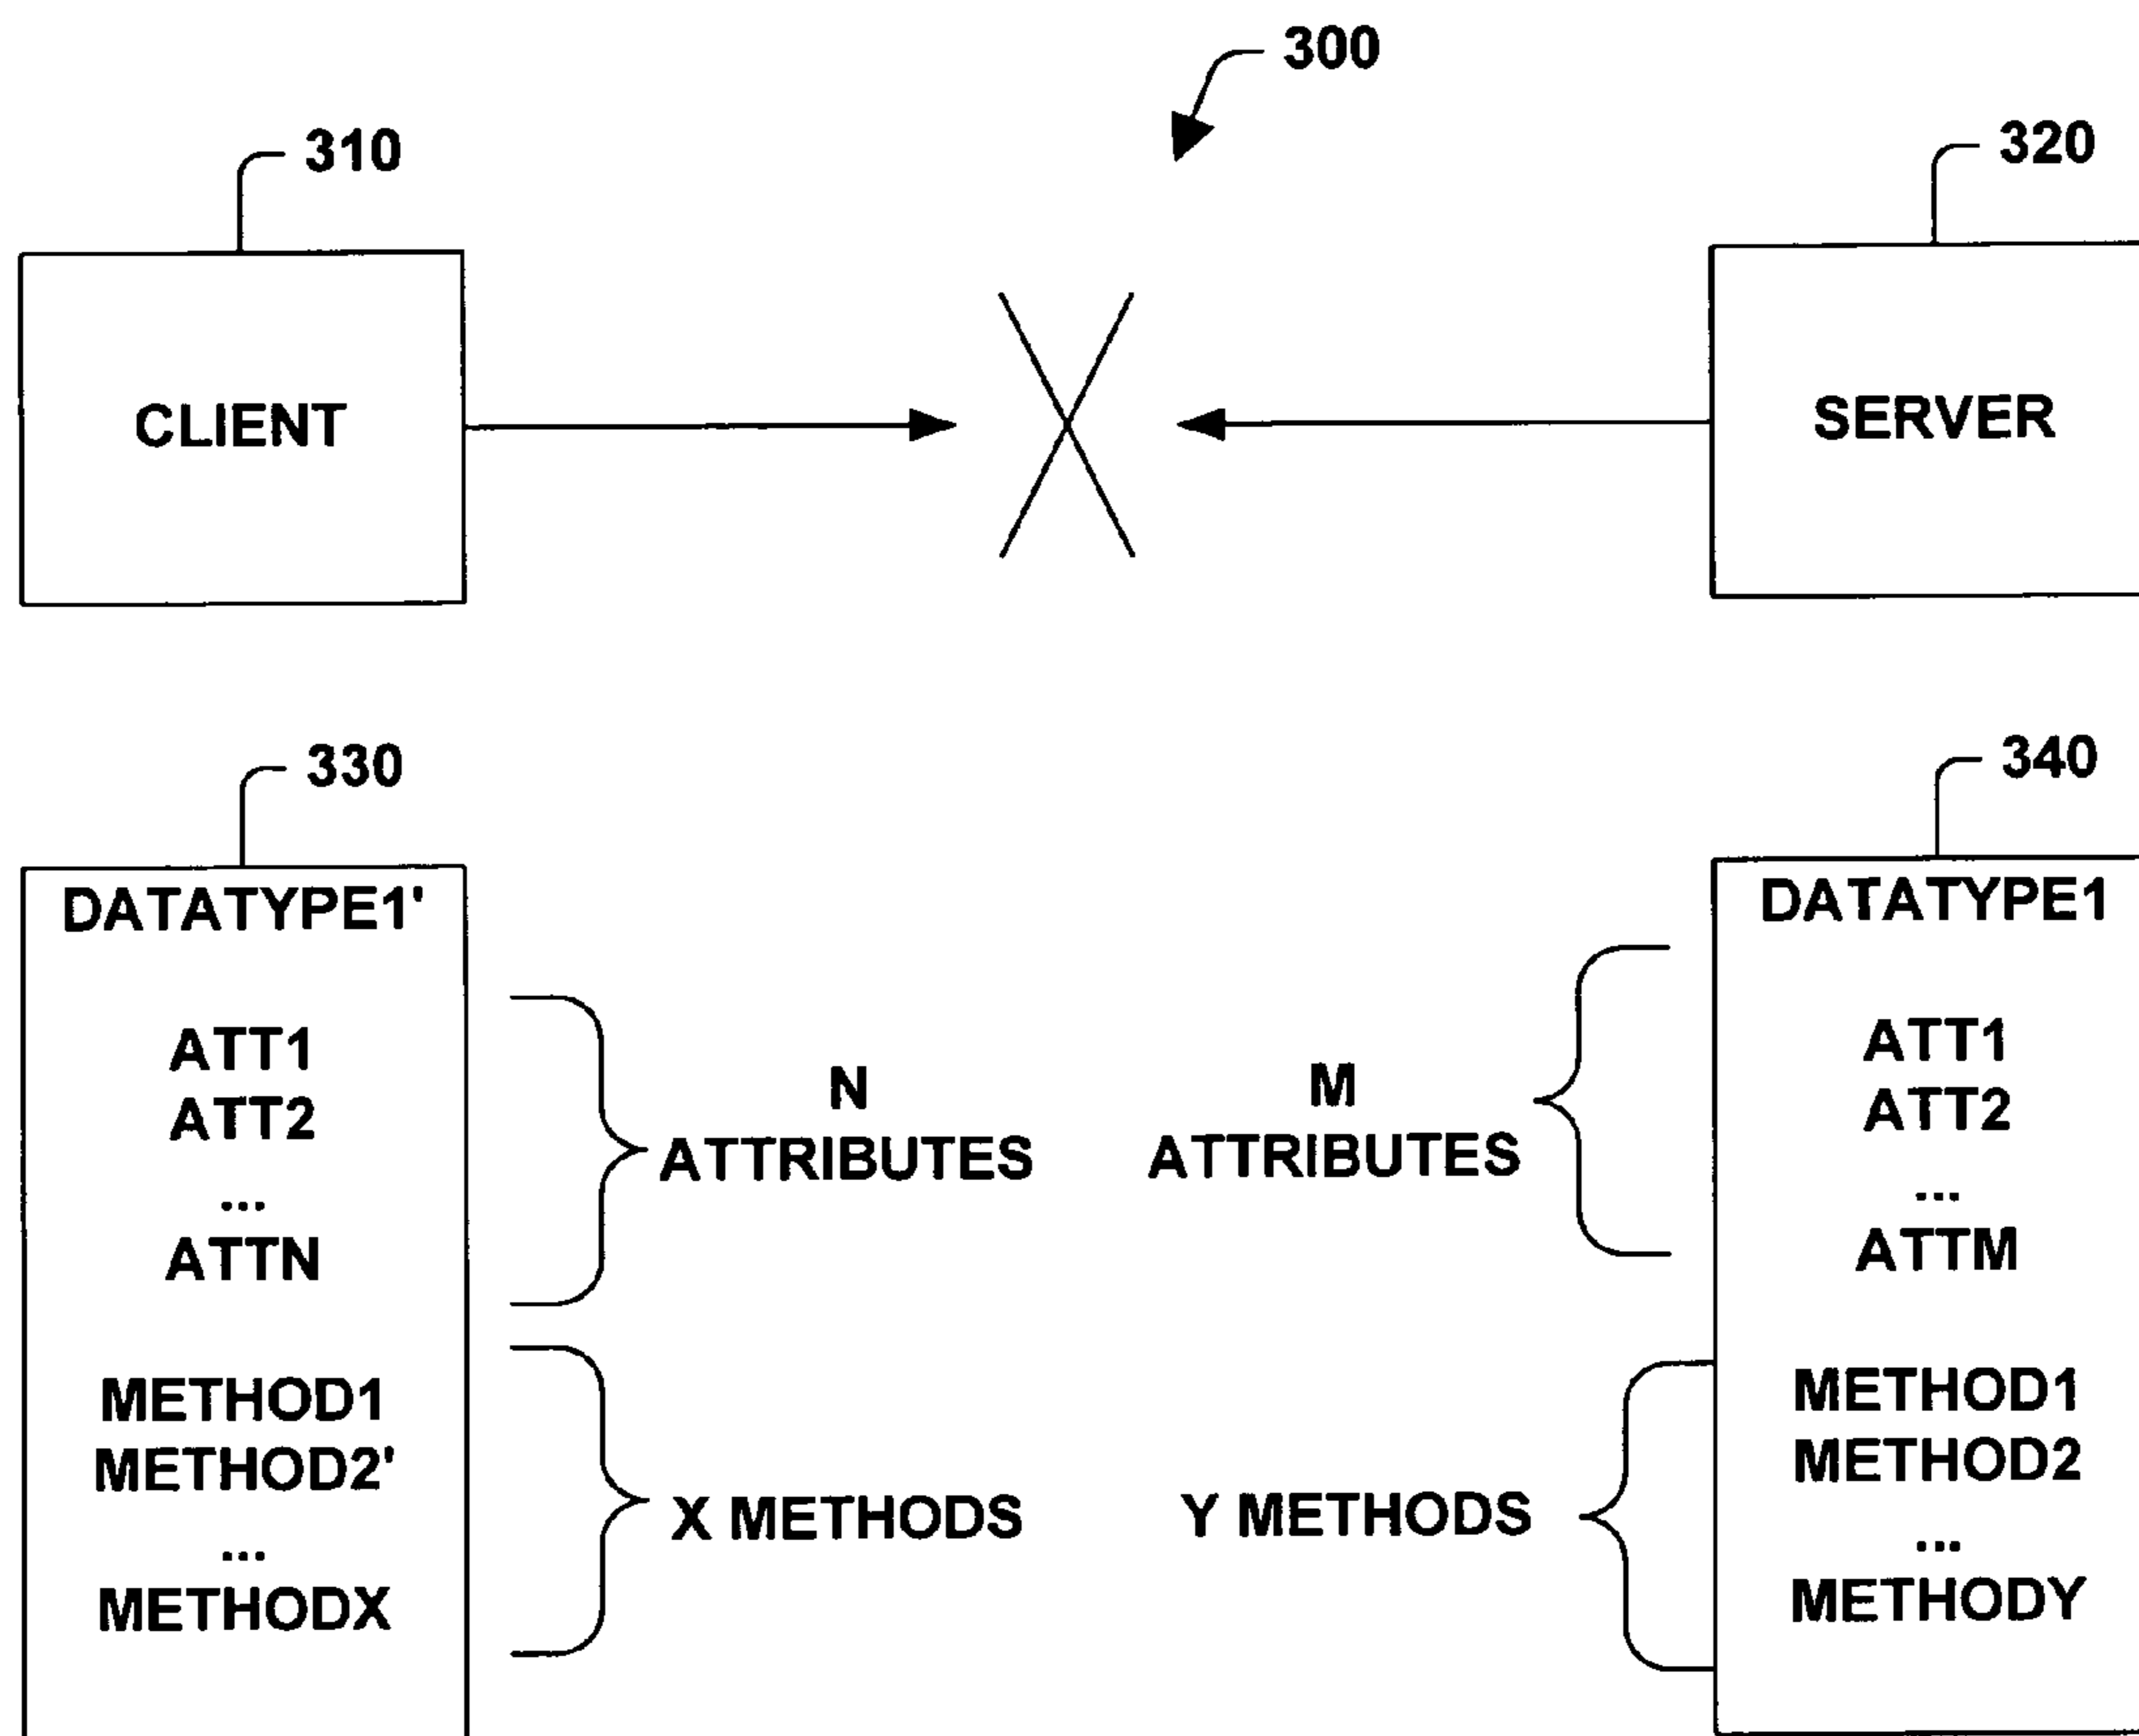 300
310
320
CLIENT
SERVER
330
340
DATATYPE1'
ATT1
ATT2
...
ATTN
METHOD1
METHOD2'
...
METHODX
N
ATTRIBUTES
X METHODS
M
ATTRIBUTES
Y METHODS
DATATYPE1
ATT1
ATT2
...
ATTM
METHOD1
METHOD2
...
METHODY